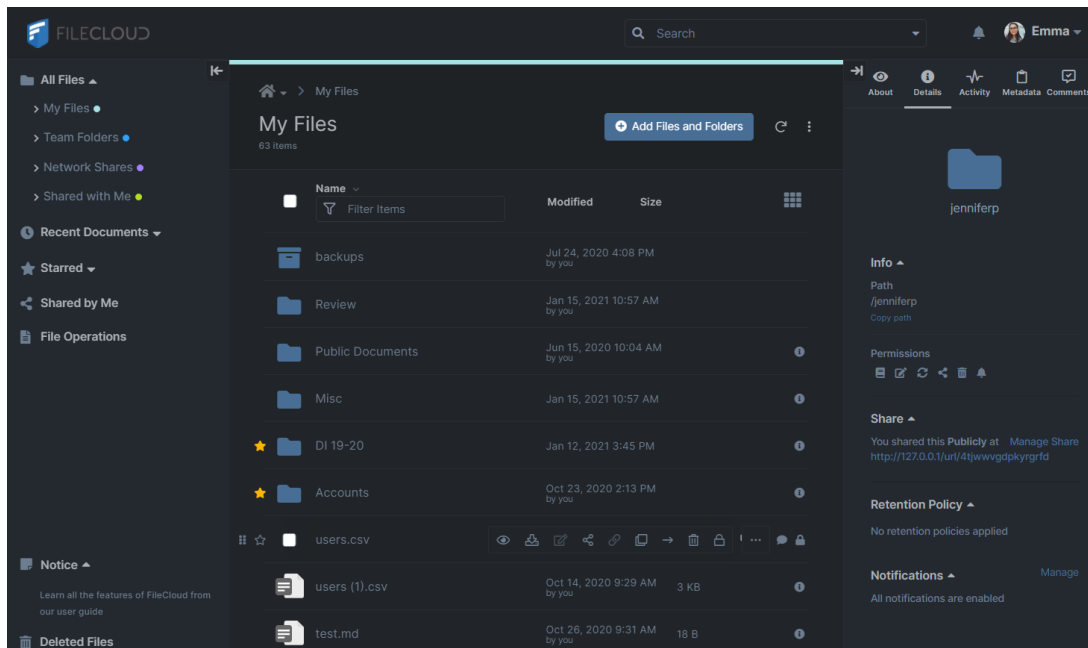 FILECLOUD
Search
Emma
All Files
My Files
Team Folders
Network Shares
Shared with Me
Recent Documents
Starred
Shared by Me
File Operations
Notice
Learn all the features of FileCloud from
our user guide
Deleted Files
My Files
My Files
63 items
Add Files and Folders
Name
Filter Items
Modified
Size
backups
Jul 24, 2020 4:08 PM
by you
Review
Jan 15, 2021 10:57 AM
by you
Public Documents
Jun 15, 2020 10:04 AM
by you
Misc
Jan 15, 2021 10:57 AM
DI 19-20
Jan 12, 2021 3:45 PM
Accounts
Oct 23, 2020 2:13 PM
by you
users.csv
users (1).csv
Oct 14, 2020 9:29 AM
by you
3 KB
test.md
Oct 26, 2020 9:31 AM
by you
18 B
About
Details
Activity
Metadata
Comments
jenniferp
Info
Path
/jenniferp
Copy path
Permissions
Share
You shared this Publicly at Manage Share
http://127.0.0.1/url/4tjwwvgdpkyrgrfd
Retention Policy
No retention policies applied
Notifications
Manage
All notifications are enabled